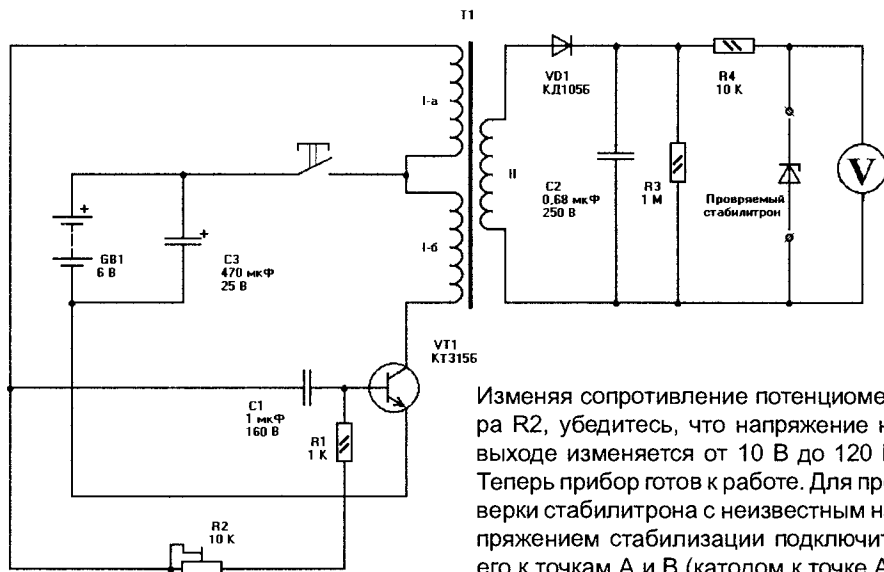 T1
I-а
VD1
КД105б
R4
10 К
II
C2
0,68 мкФ
250 В
R3
1 М
Провряемый
стабилитрон
V
+
GB1
6 В
+
C3
470 мкФ
25 В
I-б
VT1
КТ315б
C1
1 мкФ
160 В
R1
1 К
R2
10 К
Изменяя сопротивление потенциоме
ра R2, убедитесь, что напряжение н
выходе изменяется от 10 В до 120
Теперь прибор готов к работе. Для пр
верки стабилитрона с неизвестным н
пряжением стабилизации подключит
его к точкам А и В (катодом к точке А